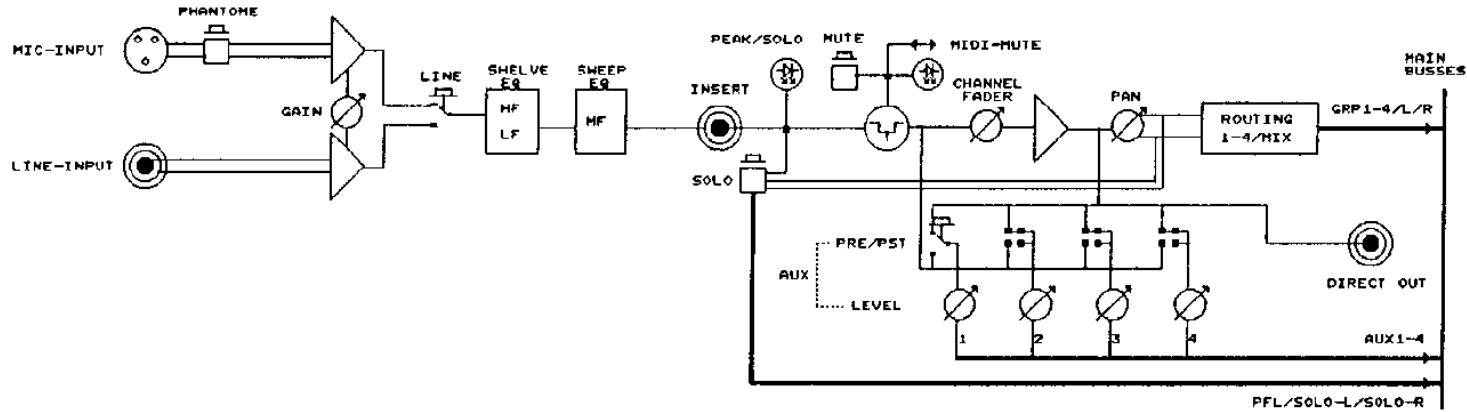 PHANTOME
MIC-INPUT
LINE
GAIN
LINE-INPUT
SHELVE
EQ
MF
LF
SWEEP
EQ
MF
INSERT
PEAK/SOLO
MUTE
MIDI-MUTE
SOLO
CHANNEL
FADER
PAN
ROUTING
1-4/MIX
MAIN
BUSSES
GRP1-4/L/R
AUX
PRE/PST
LEVEL
1
2
3
4
DIRECT OUT
AUX1-4
PFL/SOLO-L/SOLO-R